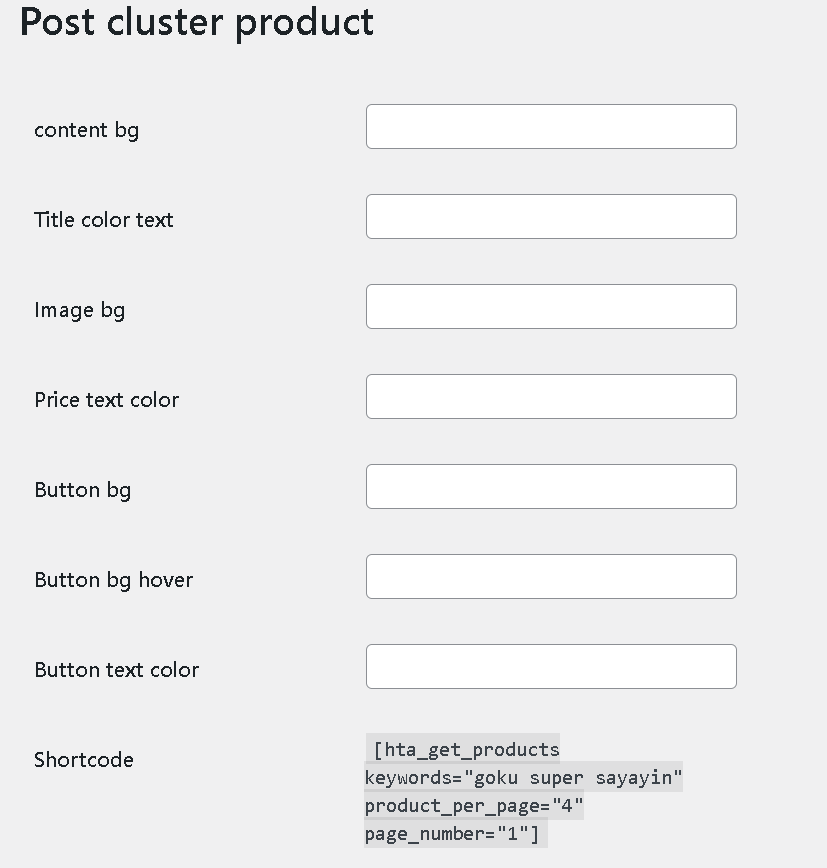 Post cluster product
content bg
Title color text
Image bg
Price text color
Button bg
Button bg hover
Button text color
Shortcode
[hta_get_products
keywords="goku super sayayin"
product_per_page="4"
page_number="1"]